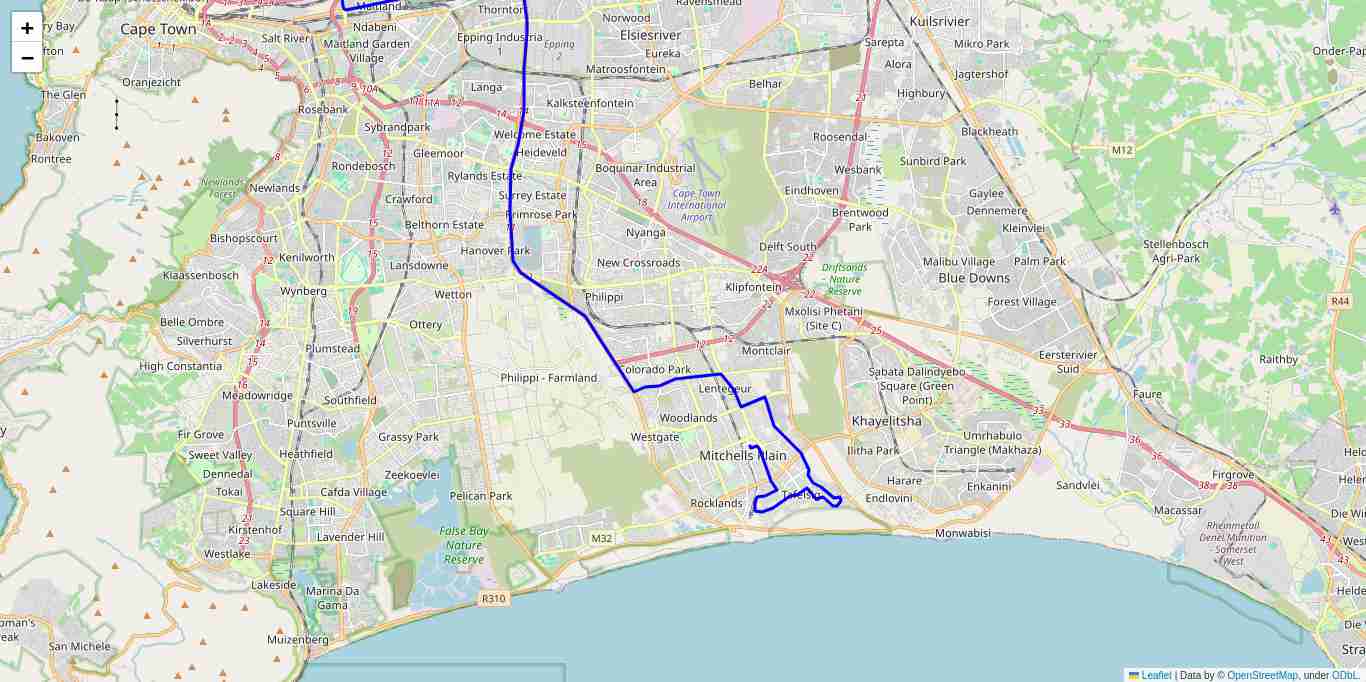 +
−
Cape Town
Maitland
Thornton
Norwood
Ravensmead
Kuilsrivier
Ndabeni
Salt River
Maitland Garden
Village
Epping Industria
1
Epping
2
Elsiesriver
Eureka
Matroosfontein
Sarepta
Mikro Park
Alora
Jagtershof
Oranjezicht
The Glen
Langa
Belhar
Highbury
Kalksteenfontein
Rosebank
Sybrandpark
Bakoven
Rontree
Welcome Estate
Heideveld
Gleemoor
Roosendal
Blackheath
M12
Rondebosch
Rylands Estate
Boquinar Industrial
Area
Wesbank
Sunbird Park
Newlands
Forest
Newlands
Crawford
Surrey Estate
Cape Town
International
Airport
Eindhoven
Gaylee
Primrose Park
Brentwood
Park
Dennemere
Belthorn Estate
Nyanga
Kleinvlei
Bishopscourt
Kenilworth
Lansdowne
Hanover Park
New Crossroads
Delft South
Stellenbosch
Agri-Park
Klaassenbosch
Malibu Village
Palm Park
Blue Downs
Wynberg
Wetton
Philippi
22A
Klipfontein
Driftsands
- Nature
Reserve
Forest Village
R44
Belle Ombre
Ottery
Mxolisi Phetani
(Site C)
Silverhurst
Plumstead
Montclair
Eersterivier
Suid
Raithby
High Constantia
Philippi - Farmland
Colorado Park
Lentegeur
Sabata Dalindyebo
Square (Green
Point)
Faure
Meadowridge
Southfield
Puntsville
Woodlands
Khayelitsha
Fir Grove
Grassy Park
Westgate
Umrhabulo
Triangle (Makhaza)
Sweet Valley
Heathfield
Mitchells Plain
Ilitha Park
Dennedal
Zeekoevlei
Firgrove
Tokai
Cafda Village
Pelican Park
Rocklands
Tafelsig
Endlovini
Harare
Enkanini
Sandvlei
Macassar
Square Hill
Kirstenhof
Lavender Hill
False Bay
Nature
Reserve
M32
Monwabisi
Rheinmetall
Denel Munition
- Somerset
West
Westlake
Lakeside
Marina Da
Gama
R310
Muizenberg
San Michele
Leaflet | Data by © OpenStreetMap, under ODbL.